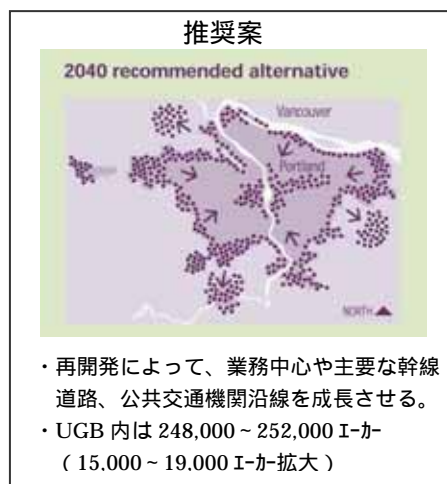 推奨案
2040 recommended alternative
Vancouver
Portland
NORTH
・再開発によって、業務中心や主要な幹線
道路、公共交通機関沿線を成長させる。
・UGB 内は 248,000 ~ 252,000 エーカー
( 15.000 ~ 19.000 エーカー拡大 )